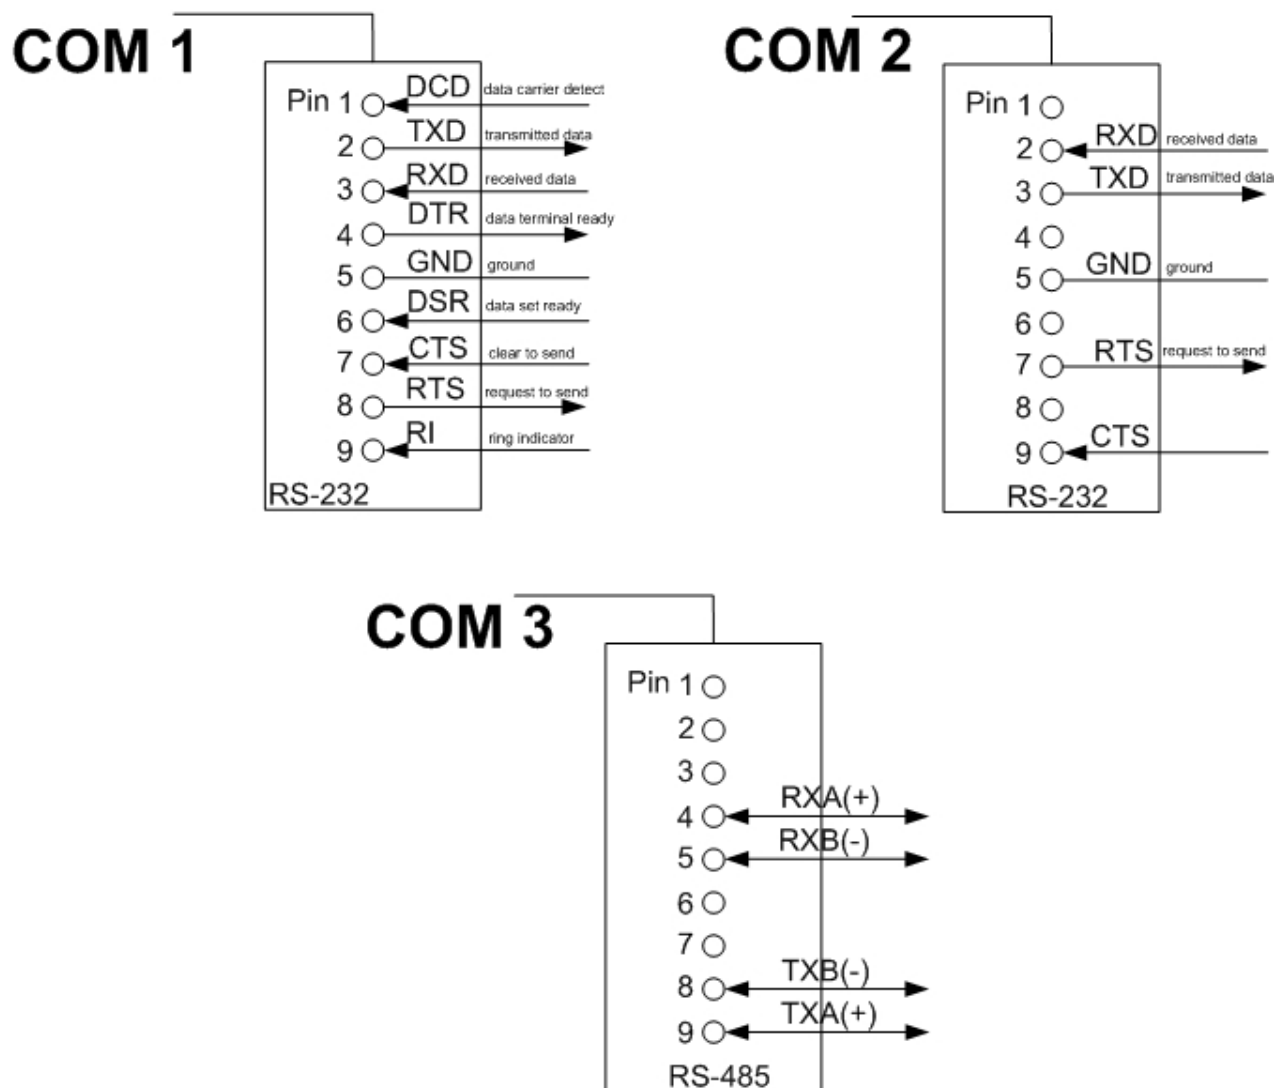 COM 1
Pin 1 DCD data carrier detect
2 TXD transmitted data
3 RXD received data
4 DTR data terminal ready
5 GND ground
6 DSR data set ready
7 CTS clear to send
8 RTS request to send
9 RI ring indicator
RS-232
COM 2
Pin 1
2 RXD received data
3 TXD transmitted data
4
5 GND ground
6
7 RTS request to send
8
9 CTS
RS-232
COM 3
Pin 1
2
3
4 RXA(+)
5 RXB(-)
6
7
8 TXB(-)
9 TXA(+)
RS-485